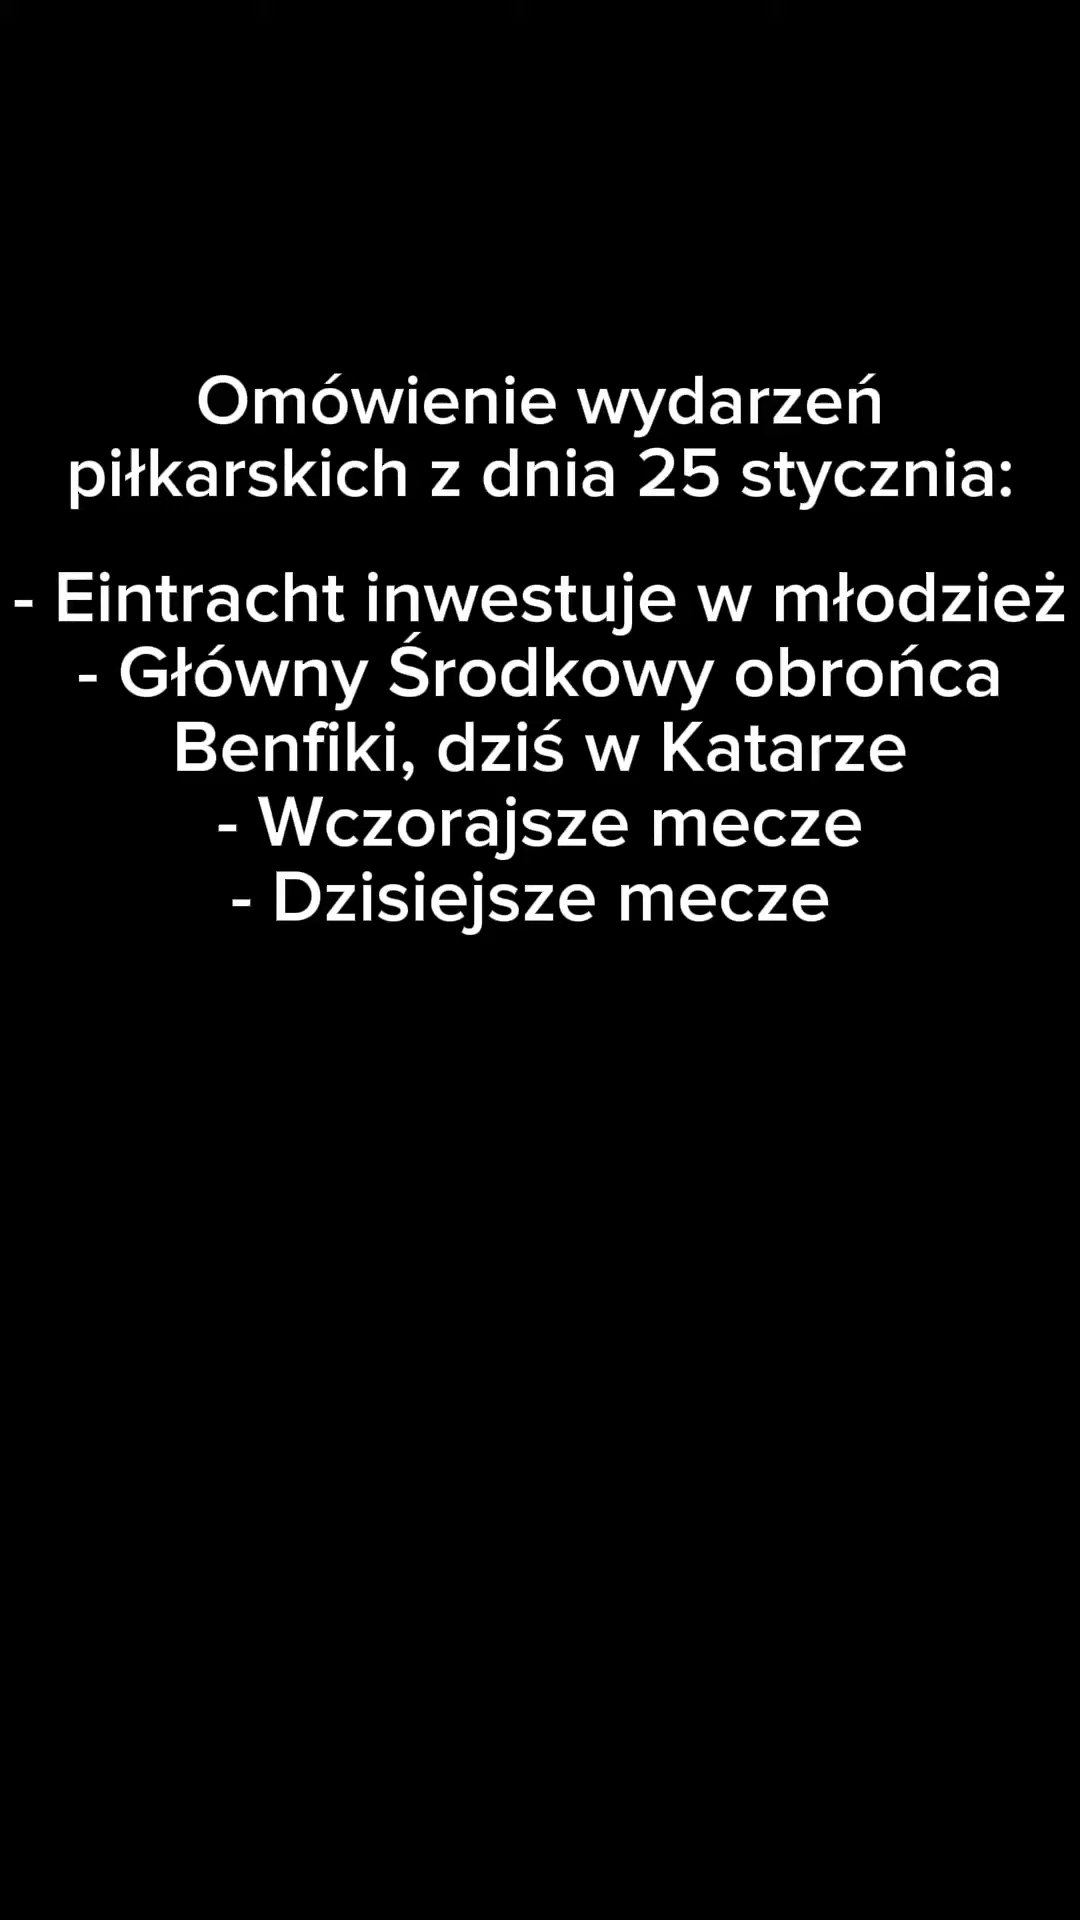 Omówienie wydarzeń
piłkarskich z dnia 25 stycznia:
- Eintracht inwestuje w młodzież
- Główny Środkowy obrońca
Benfiki, dziś w Katarze
- Wczorajsze mecze
- Dzisiejsze mecze